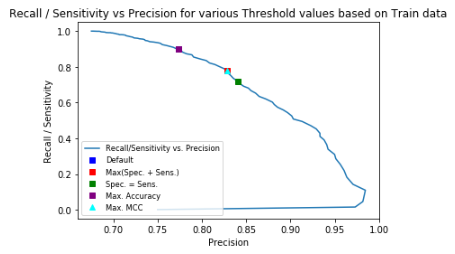 Recall / Sensitivity vs Precision for various Threshold values based on Train data
1.0
0.8
0.6
0.4
0.2
0.0
Recall / Sensitivity
Recall/Sensitivity vs. Precision
Default
Max(Spec. + Sens.)
Spec. = Sens.
Max. Accuracy
Max. MCC
0.70 0.75 0.80 0.85 0.90 0.95 1.00
Precision